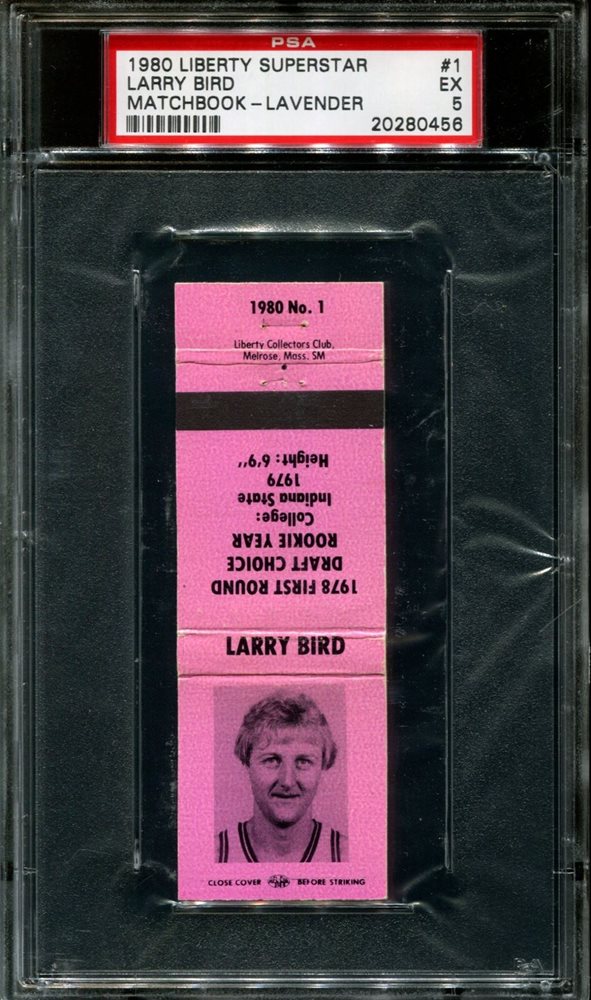 PSA
1980 LIBERTY SUPERSTAR #1
LARRY BIRD EX
MATCHBOOK - LAVENDER 5
20280456
1980 No. 1
Liberty Collectors Club,
Melrose, Mass. SM
1978 FIRST ROUND
DRAFT CHOICE
ROOKIE YEAR
College:
Indiana State
1979
Height: 6'9"
LARRY BIRD
CLOSE COVER BEFORE STRIKING